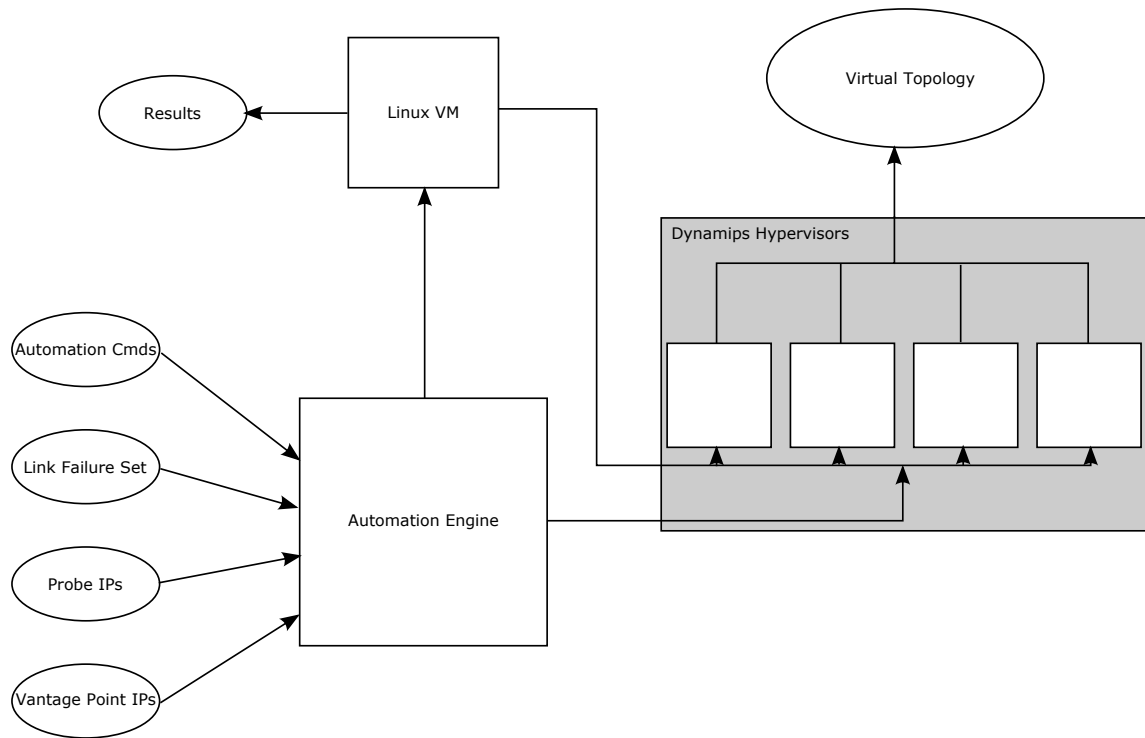 Virtual Topology
Results
Linux VM
Dynamips Hypervisors
Automation Cmds
Link Failure Set
Automation Engine
Probe IPs
Vantage Point IPs